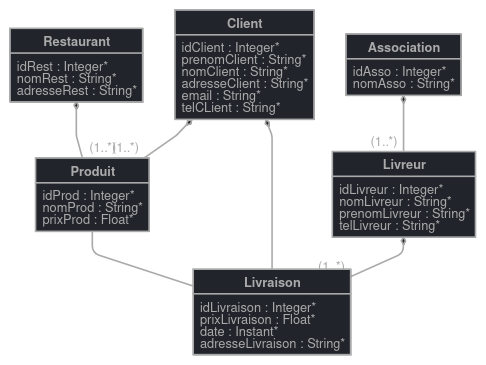 Client
idClient : Integer*
prenomClient : String*
nomClient : String*
adresseClient : String*
email : String*
telCLient : String*
Restaurant
idRest : Integer*
nomRest : String*
adresseRest : String*
Association
idAsso : Integer*
nomAsso : String*
(1..*)
(1..*)
(1..*)
Produit
idProd : Integer*
nomProd : String*
prixProd : Float*
Livreur
idLivreur : Integer*
nomLivreur : String*
prenomLivreur : String*
telLivreur : String*
(1..*)
Livraison
idLivraison : Integer*
prixLivraison : Float*
date : Instant*
adresseLivraison : String*